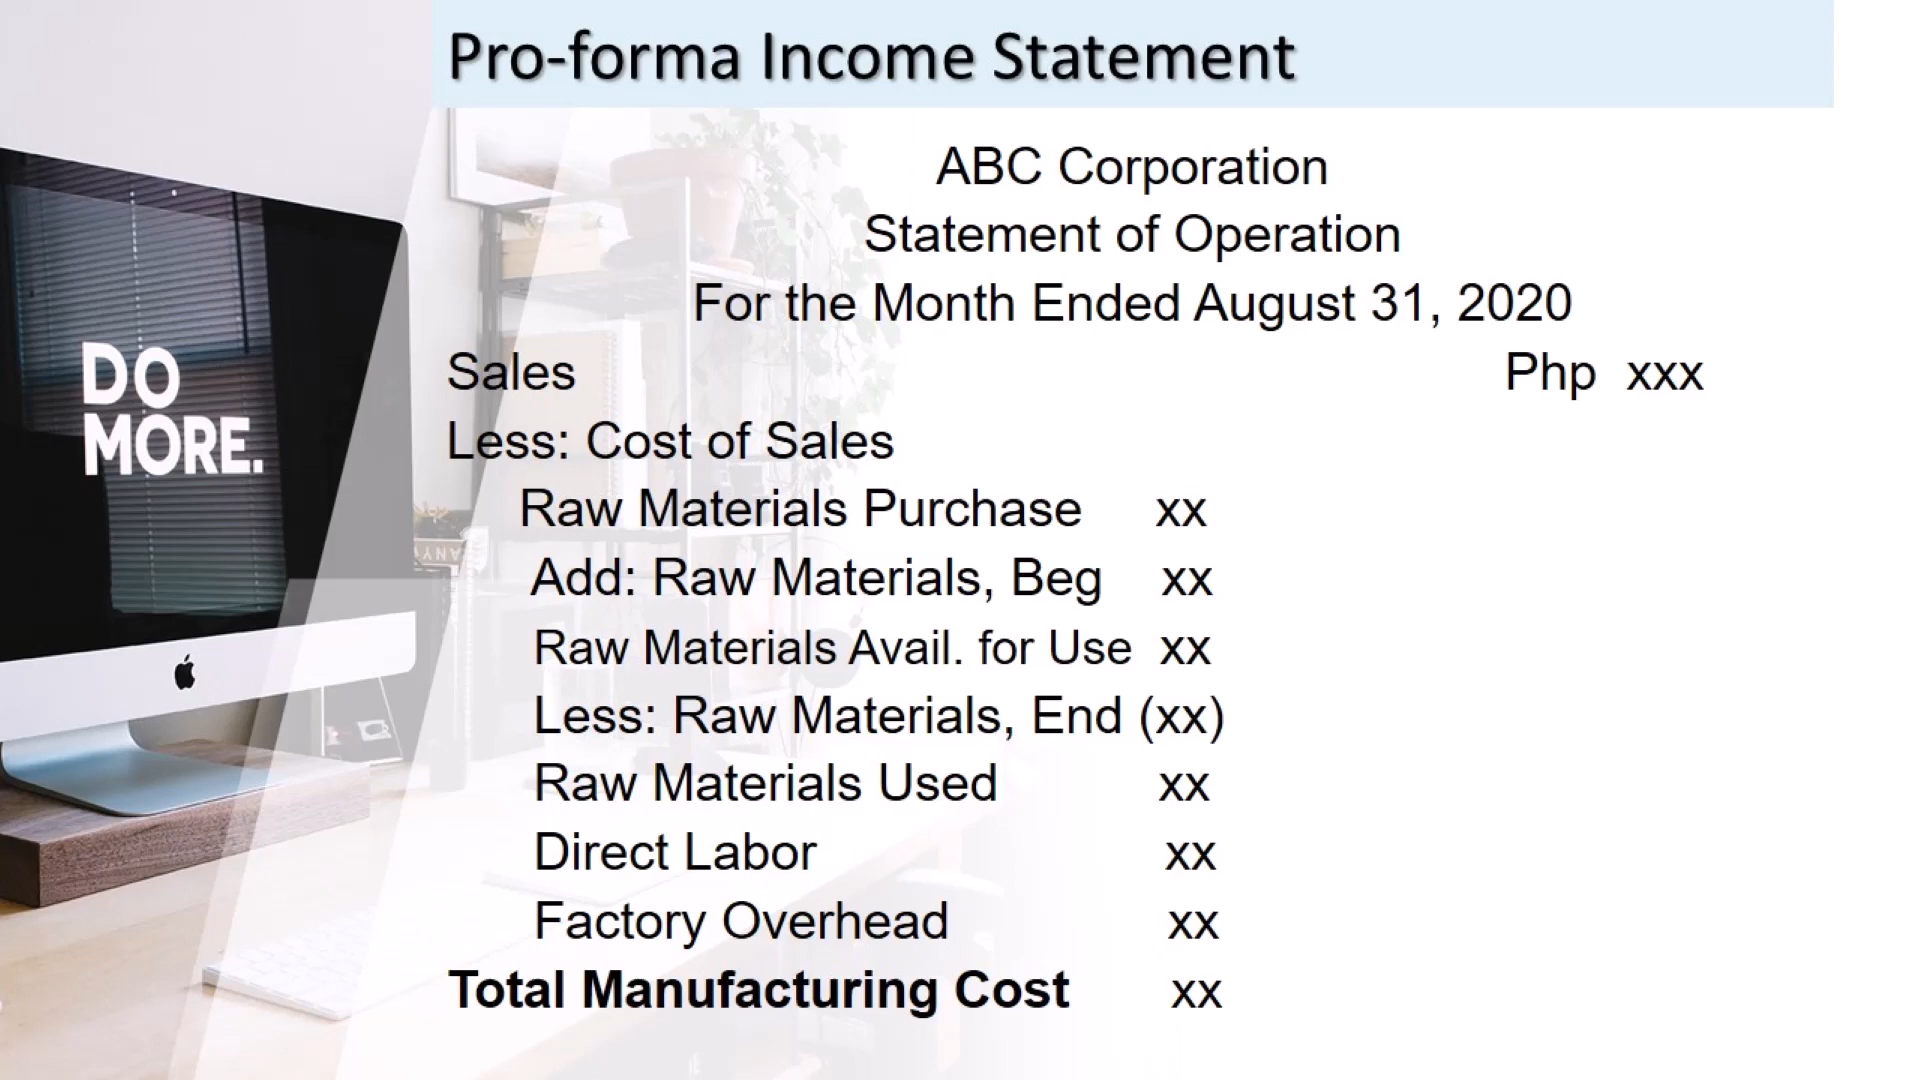 Pro-forma Income Statement
ABC Corporation
Statement of Operation
For the Month Ended August 31, 2020
Sales Php xxx
Less: Cost of Sales
Raw Materials Purchase xx
Add: Raw Materials, Beg xx
Raw Materials Avail. for Use xx
Less: Raw Materials, End (xx)
Raw Materials Used xx
Direct Labor xx
Factory Overhead xx
Total Manufacturing Cost xx
DO
MORE.